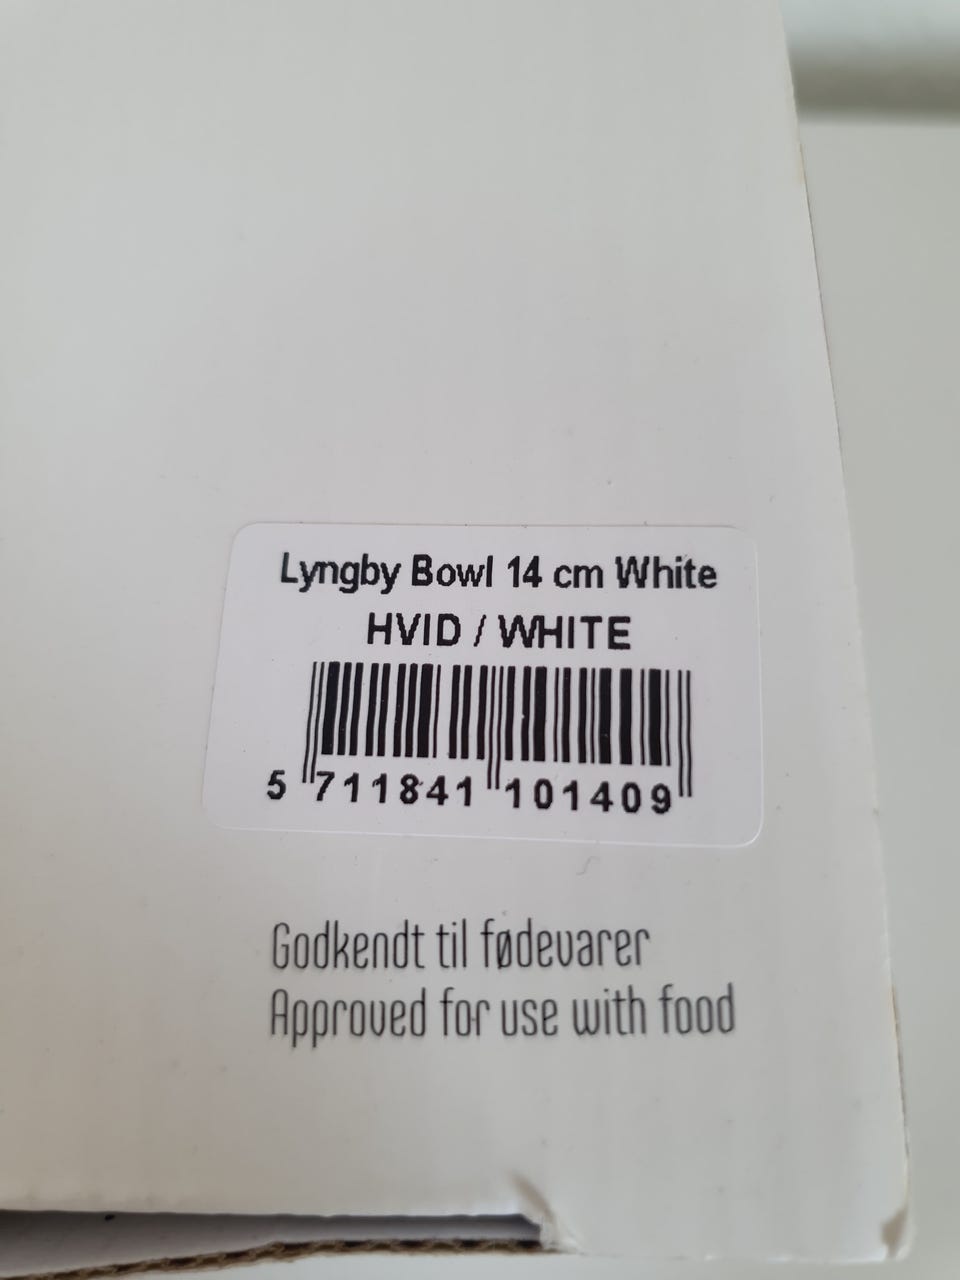 Lyngby Bowl 14 cm White
HVID / WHITE
5 711841 101409
Godkendt til fødevarer
Approved for use with food